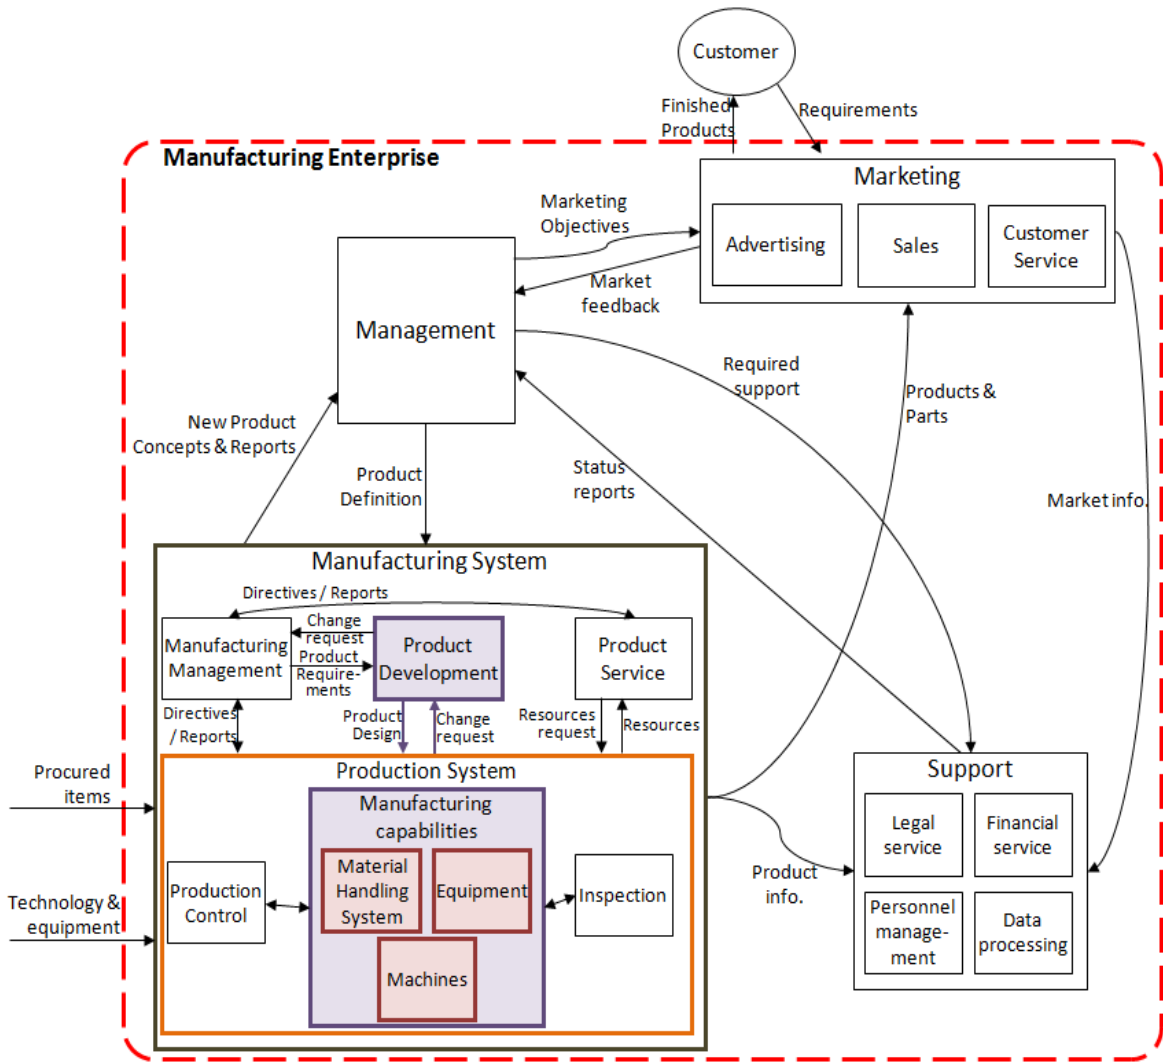 Customer
Finished
Products
Requirements
Manufacturing Enterprise
Marketing
Advertising
Sales
Customer
Service
Marketing
Objectives
Market
feedback
Management
Required
support
Products &
Parts
New Product
Concepts & Reports
Product
Definition
Status
reports
Market info.
Manufacturing System
Directives / Reports
Manufacturing
Management
Change
request
Product
Require-
ments
Product
Development
Product
Service
Directives
/ Reports
Product
Design
Change
request
Resources
request
Resources
Procured
items
Technology &
equipment
Production System
Manufacturing
capabilities
Material
Handling
System
Equipment
Machines
Production
Control
Inspection
Product
info.
Support
Legal
service
Financial
service
Personnel
manage-
ment
Data
processing